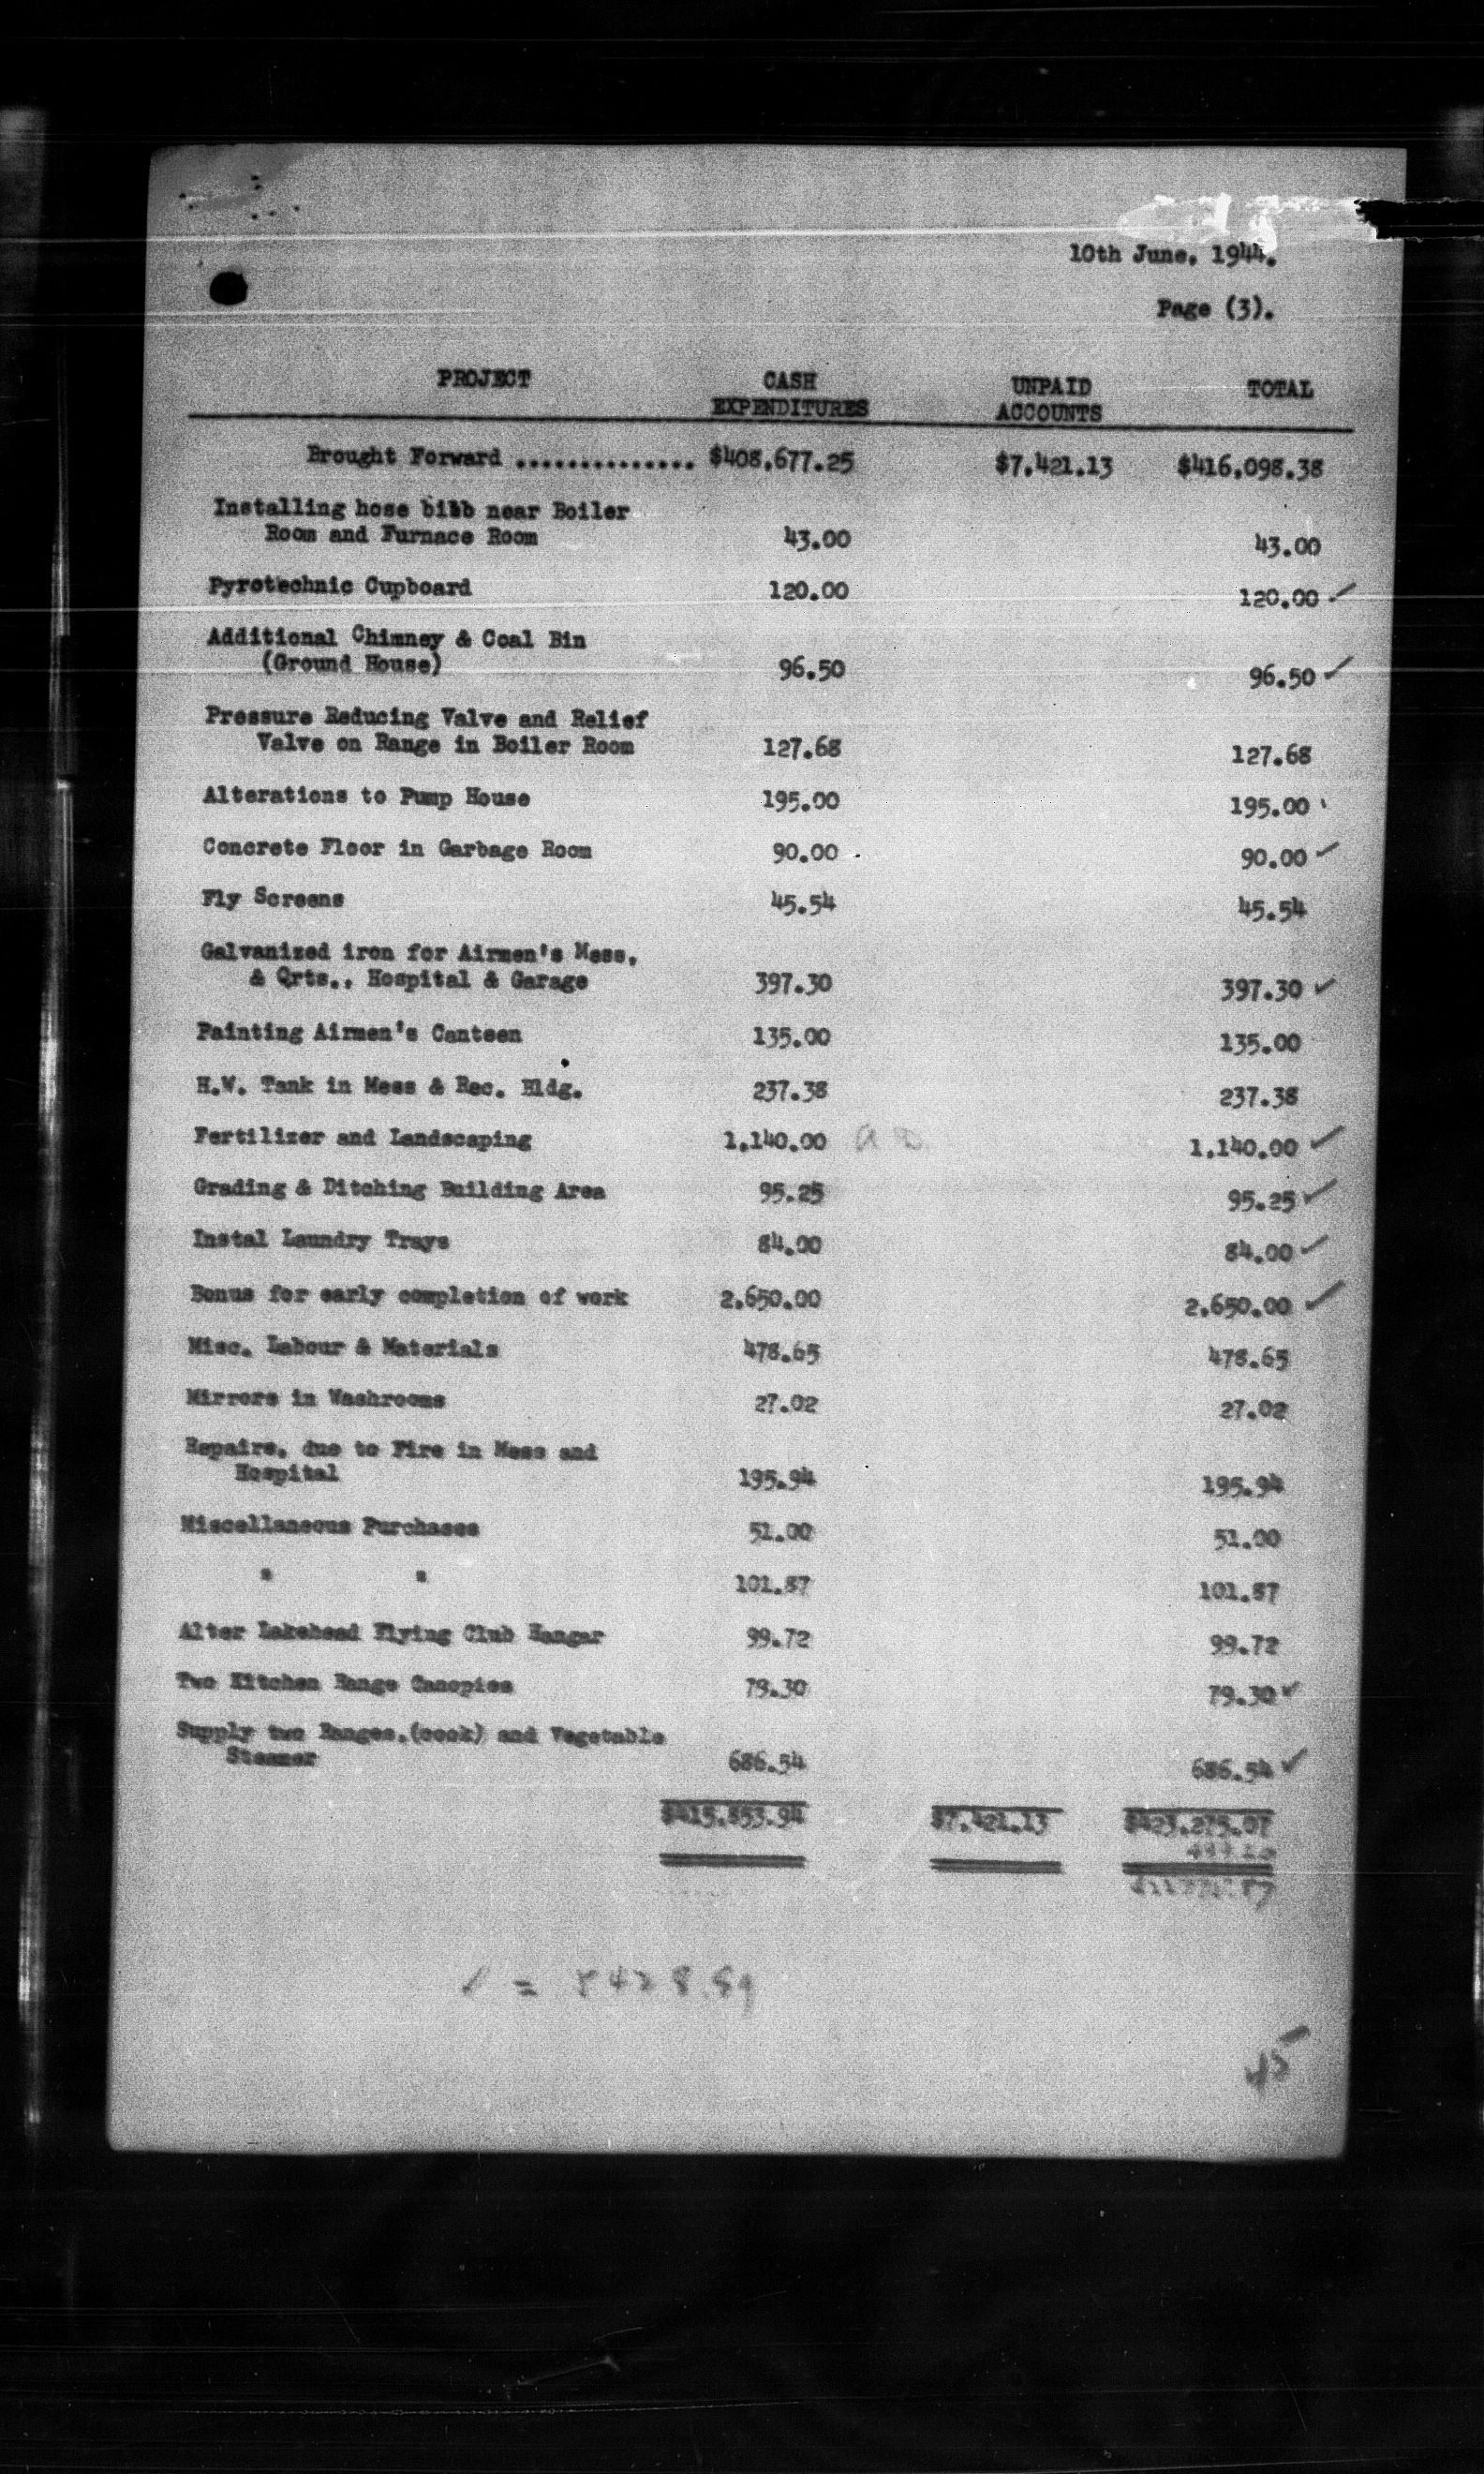 10th June, 1944.
Page (3).
PROJECT CASH UNPAID TOTAL
EXPENDITURES ACCOUNTS
Brought Forward .............. $408,677.25 $7,421.13 $416,098.38
Installing hose bibb near Boiler
Room and Furnace Room 43.00 43.00
Pyrotechnic Cupboard 120.00 120.00 ✓
Additional Chimney & Coal Bin
(Ground House) 96.50 96.50 ✓
Pressure Reducing Valve and Relief
Valve on Range in Boiler Room 127.68 127.68
Alterations to Pump House 195.00 195.00
Concrete Floor in Garbage Room 90.00 90.00 ✓
Fly Screens 45.54 45.54
Galvanized iron for Airmen's Mess,
& Qrts., Hospital & Garage 397.30 397.30 ✓
Painting Airmen's Canteen 135.00 135.00
H.W. Tank in Mess & Rec. Bldg. 237.38 237.38
Fertilizer and Landscaping 1,140.00 1,140.00 ✓
Grading & Ditching Building Area 95.25 95.25 ✓
Instal Laundry Trays 84.00 84.00 ✓
Bonus for early completion of work 2,650.00 2,650.00 ✓
Misc. Labour & Materials 478.65 478.65
Mirrors in Washrooms 27.02 27.02
Repairs, due to Fire in Mess and
Hospital 195.94 195.94
Miscellaneous Purchases 51.00 51.00
" " 101.87 101.87
Alter Lakehead Flying Club Hangar 99.72 99.72
Two Kitchen Range Canopies 79.30 79.30 ✓
Supply two Ranges,(cook) and Vegetable
Steamer 686.54 686.54 ✓
$415,853.94 $7,421.13 $423,275.07
✓ = 5428.59
45